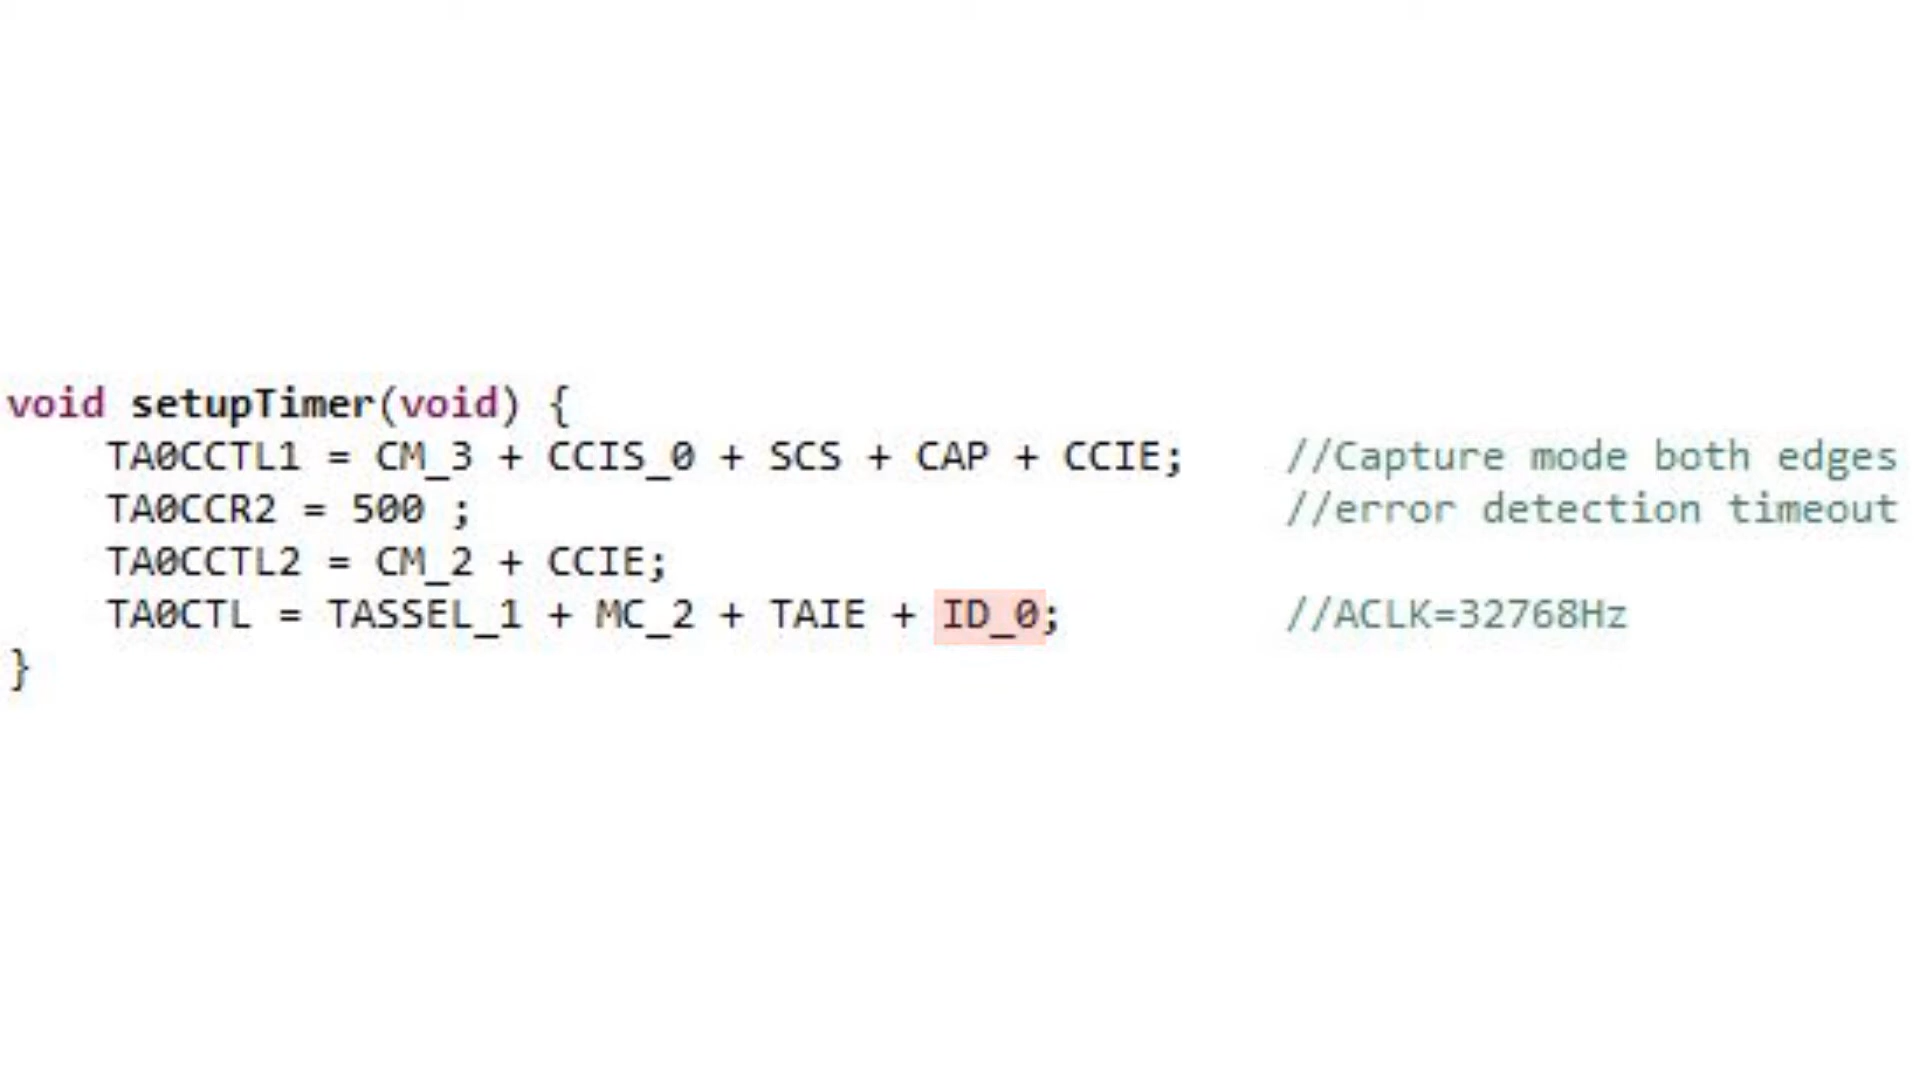 void setupTimer(void) {
TA0CCTL1 = CM_3 + CCIS_0 + SCS + CAP + CCIE; //Capture mode both edges
TA0CCR2 = 500 ; //error detection timeout
TA0CCTL2 = CM_2 + CCIE;
TA0CTL = TASSEL_1 + MC_2 + TAIE + ID_0; //ACLK=32768Hz
}